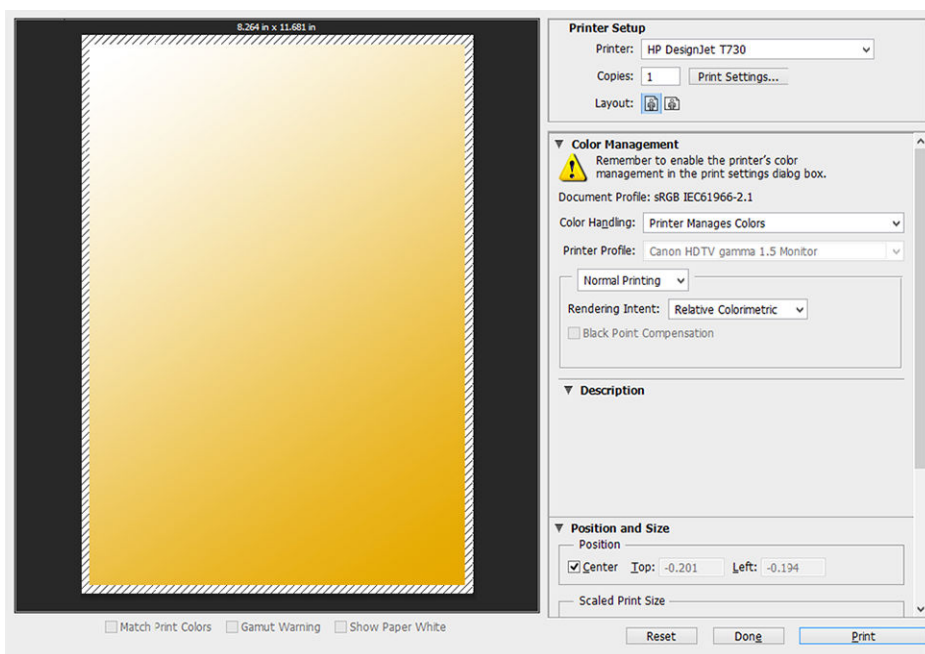 8.264 in x 11.681 in
Match Print Colors
Gamut Warning
Show Paper White
Printer Setup
Printer: HP DesignJet T730
Copies: 1 Print Settings...
Layout:
Color Management
Remember to enable the printer's color
management in the print settings dialog box.
Document Profile: sRGB IEC61966-2.1
Color Handling: Printer Manages Colors
Printer Profile: Canon HDTV gamma 1.5 Monitor
Normal Printing
Rendering Intent: Relative Colorimetric
Black Point Compensation
Description
Position and Size
Position
Center Top: -0.201 Left: -0.194
Scaled Print Size
Reset Done Print